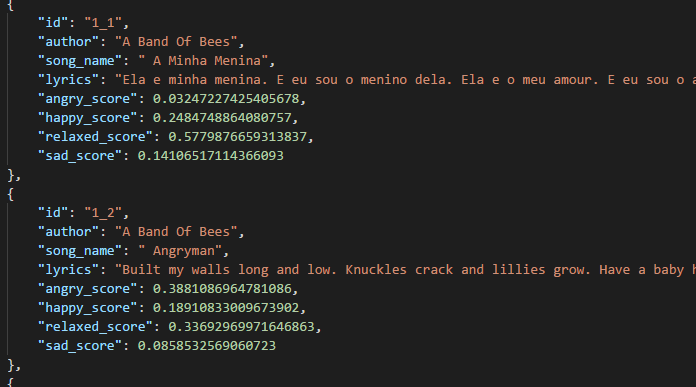 {
"id": "1_1",
"author": "A Band Of Bees",
"song_name": " A Minha Menina",
"lyrics": "Ela e minha menina. E eu sou o menino dela. Ela e o meu amour. E eu sou o a
"angry_score": 0.03247227425405678,
"happy_score": 0.2484748864080757,
"relaxed_score": 0.5779876659313837,
"sad_score": 0.14106517114366093
},
{
"id": "1_2",
"author": "A Band Of Bees",
"song_name": " Angryman",
"lyrics": "Built my walls long and low. Knuckles crack and lillies grow. Have a baby h
"angry_score": 0.3881086964781086,
"happy_score": 0.18910833009673902,
"relaxed_score": 0.33692969971646863,
"sad_score": 0.0858532569060723
},
{